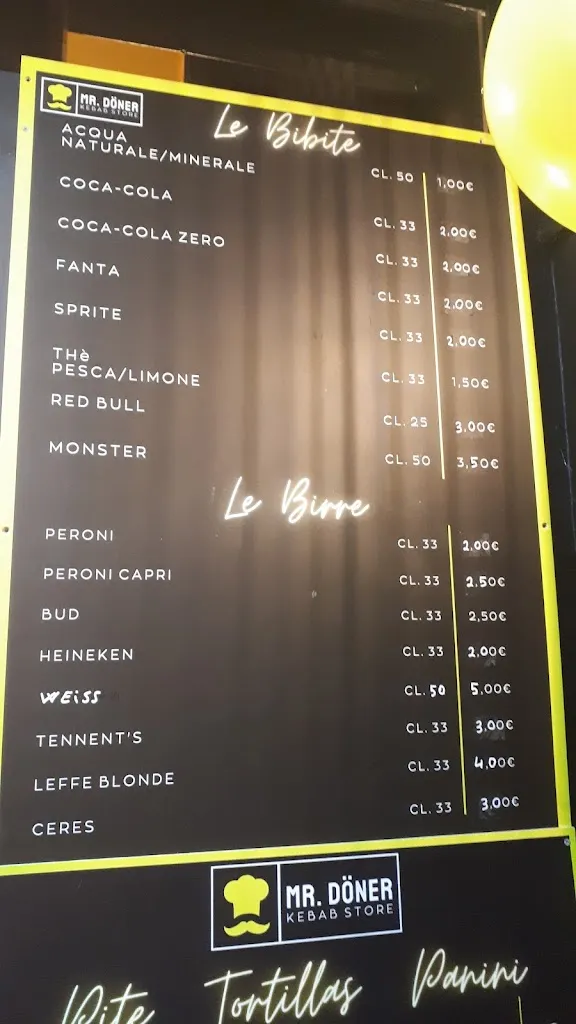 MR. DÖNER
KEBAB STORE
Le Bibite
ACQUA
NATURALE/MINERALE CL. 50 1,00€
COCA-COLA CL. 33 2,00€
COCA-COLA ZERO CL. 33 2,00€
FANTA CL. 33 2,00€
SPRITE CL. 33 2,00€
THè
PESCA/LIMONE CL. 33 1,50€
RED BULL CL. 25 3,00€
MONSTER CL. 50 3,50€
Le Birre
PERONI CL. 33 2,00€
PERONI CAPRI CL. 33 2.50€
BUD CL. 33 2,50€
HEINEKEN CL. 33 2,00€
WEiSS CL. 50 5,00€
TENNENT'S CL. 33 3,00€
LEFFE BLONDE CL. 33 4,00€
CERES CL. 33 3,00€
MR. DÖNER
KEBAB STORE
Pite Tortillas Panini